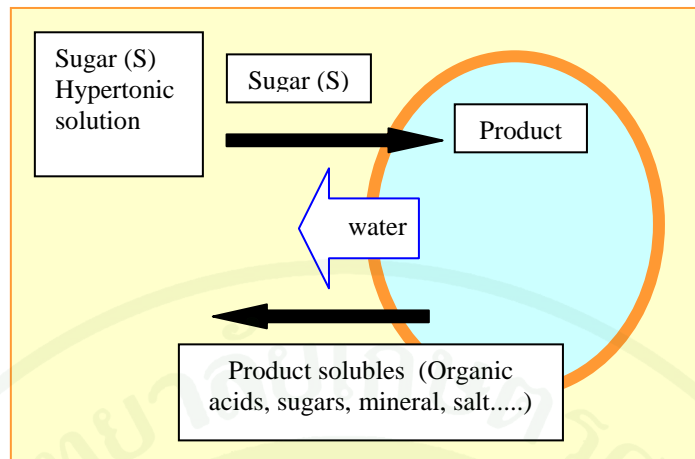 Sugar (S)
Hypertonic
solution
Sugar (S)
Product
water
Product solubles (Organic
acids, sugars, mineral, salt.....)